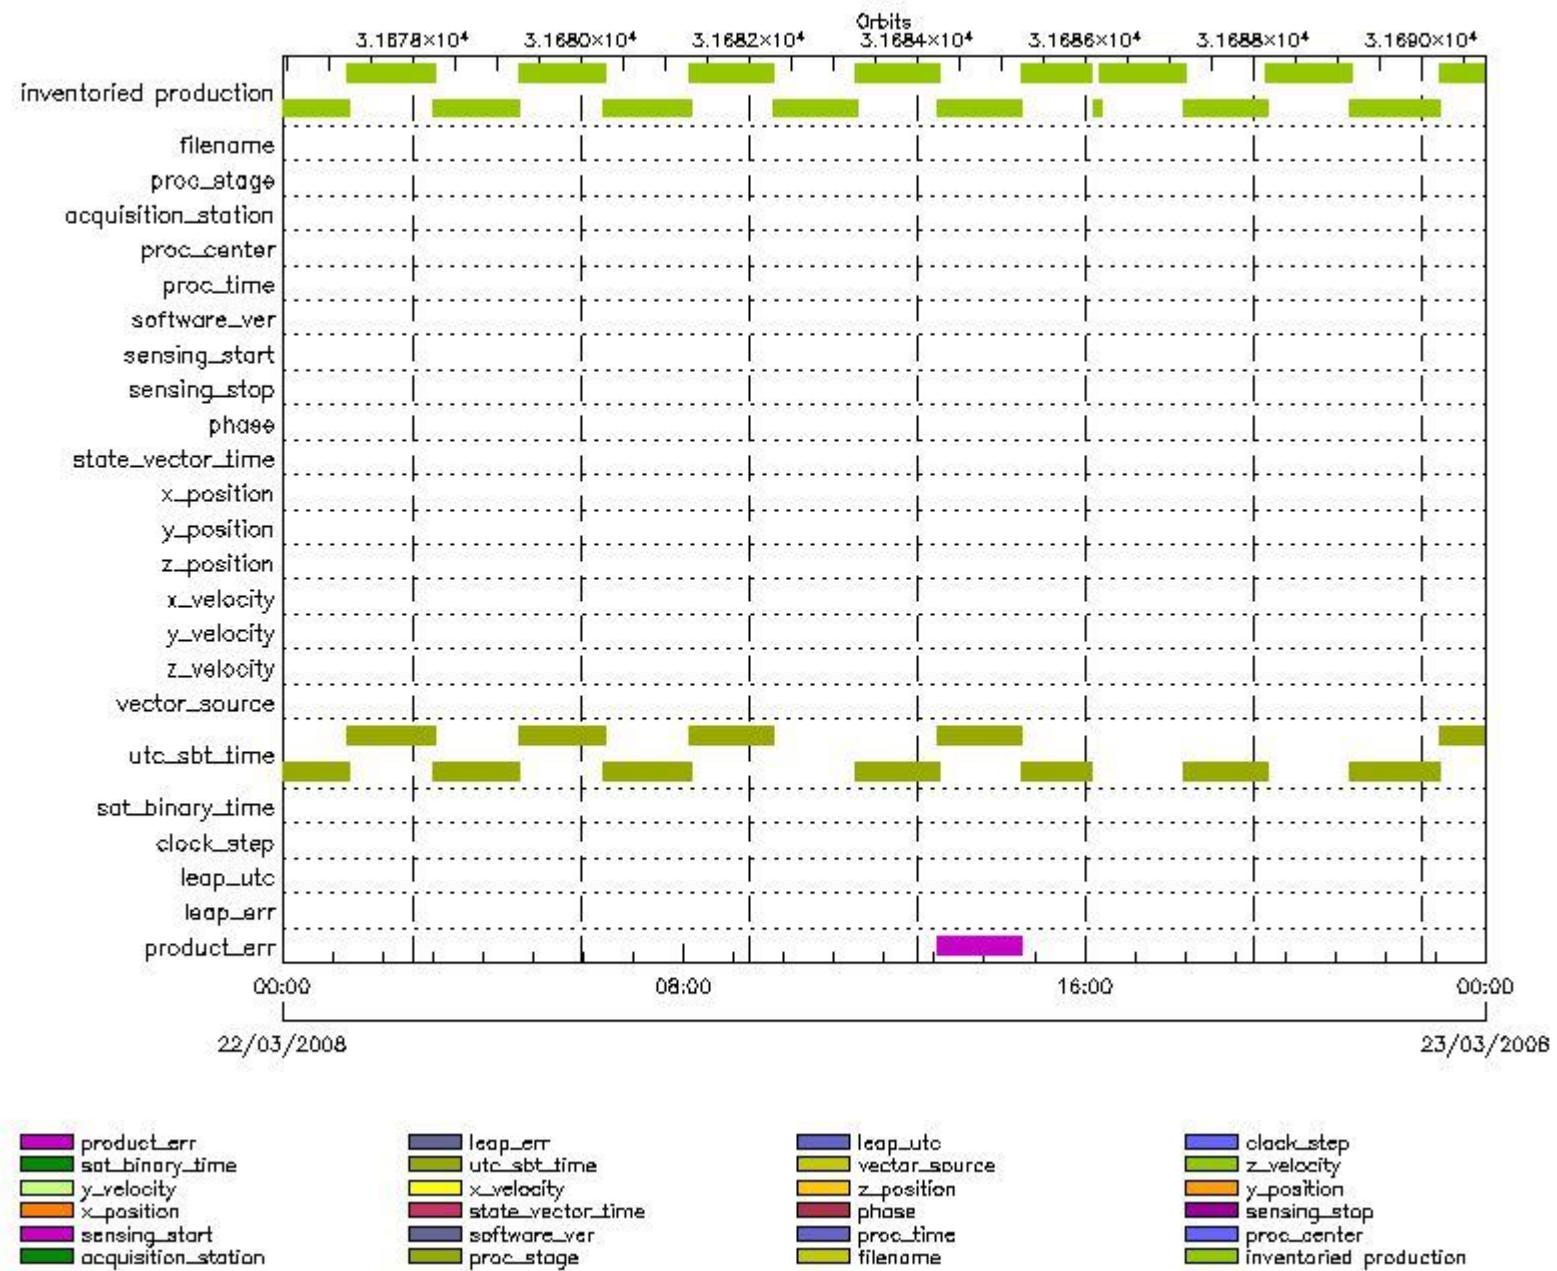 Orbits
3.1678×10⁴ 3.1680×10⁴ 3.1682×10⁴ 3.1684×10⁴ 3.1686×10⁴ 3.1688×10⁴ 3.1690×10⁴
inventoried production
filename
proc_stage
acquisition_station
proc_center
proc_time
software_ver
sensing_start
sensing_stop
phase
state_vector_time
x_position
y_position
z_position
x_velocity
y_velocity
z_velocity
vector_source
utc_sbt_time
sat_binary_time
clock_step
leap_utc
leap_err
product_err
00:00 08:00 16:00 00:00
22/03/2008 23/03/2008
product_err leap_err leap_utc clock_step
sat_binary_time utc_sbt_time vector_source z_velocity
y_velocity x_velocity z_position y_position
x_position state_vector_time phase sensing_stop
sensing_start software_ver proc_time proc_center
acquisition_station proc_stage filename inventoried production